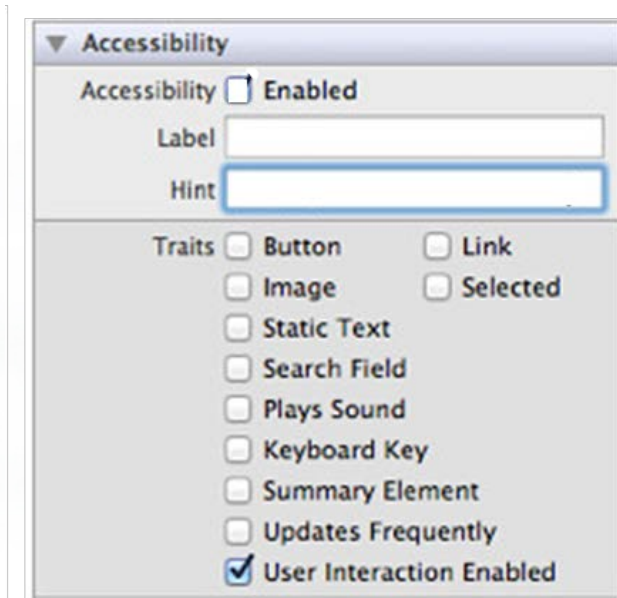 Accessibility
Accessibility Enabled
Label
Hint
Traits Button Link
Image Selected
Static Text
Search Field
Plays Sound
Keyboard Key
Summary Element
Updates Frequently
User Interaction Enabled